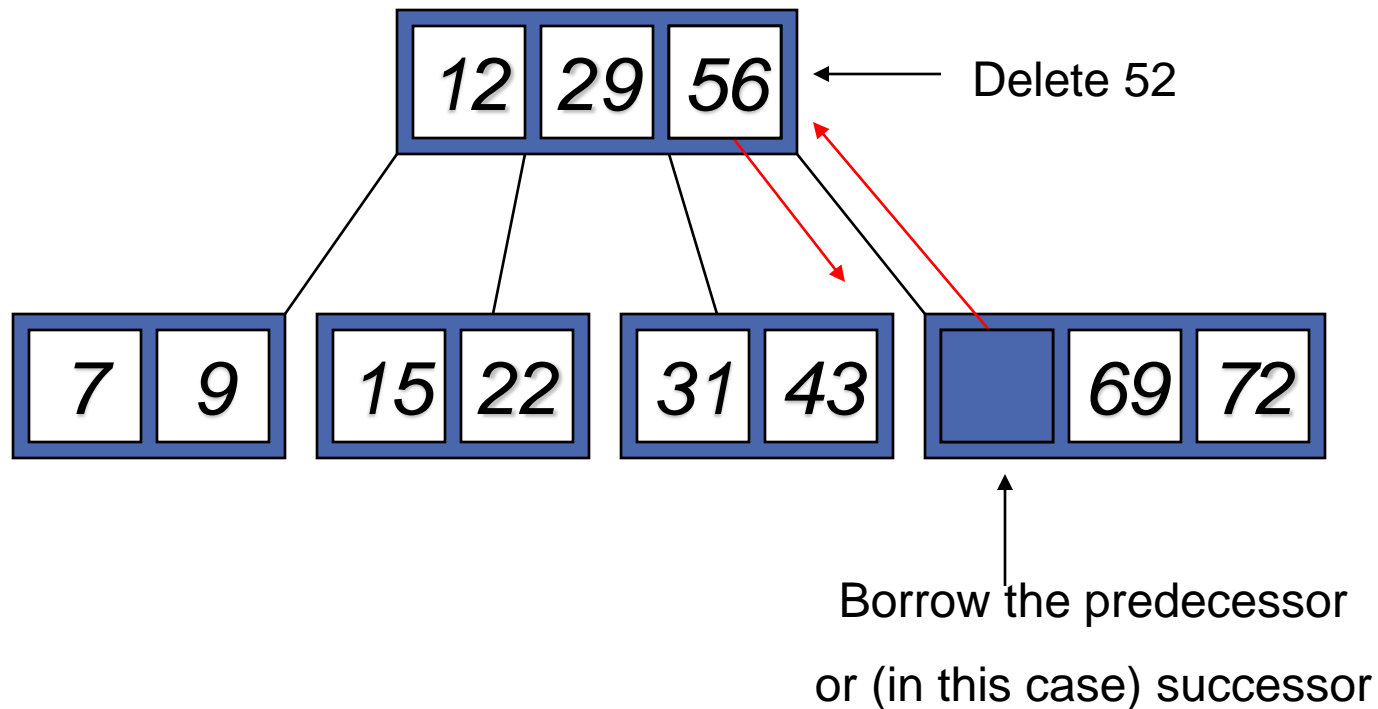 12 29 56
Delete 52
7 9 15 22 31 43 69 72
Borrow the predecessor
or (in this case) successor